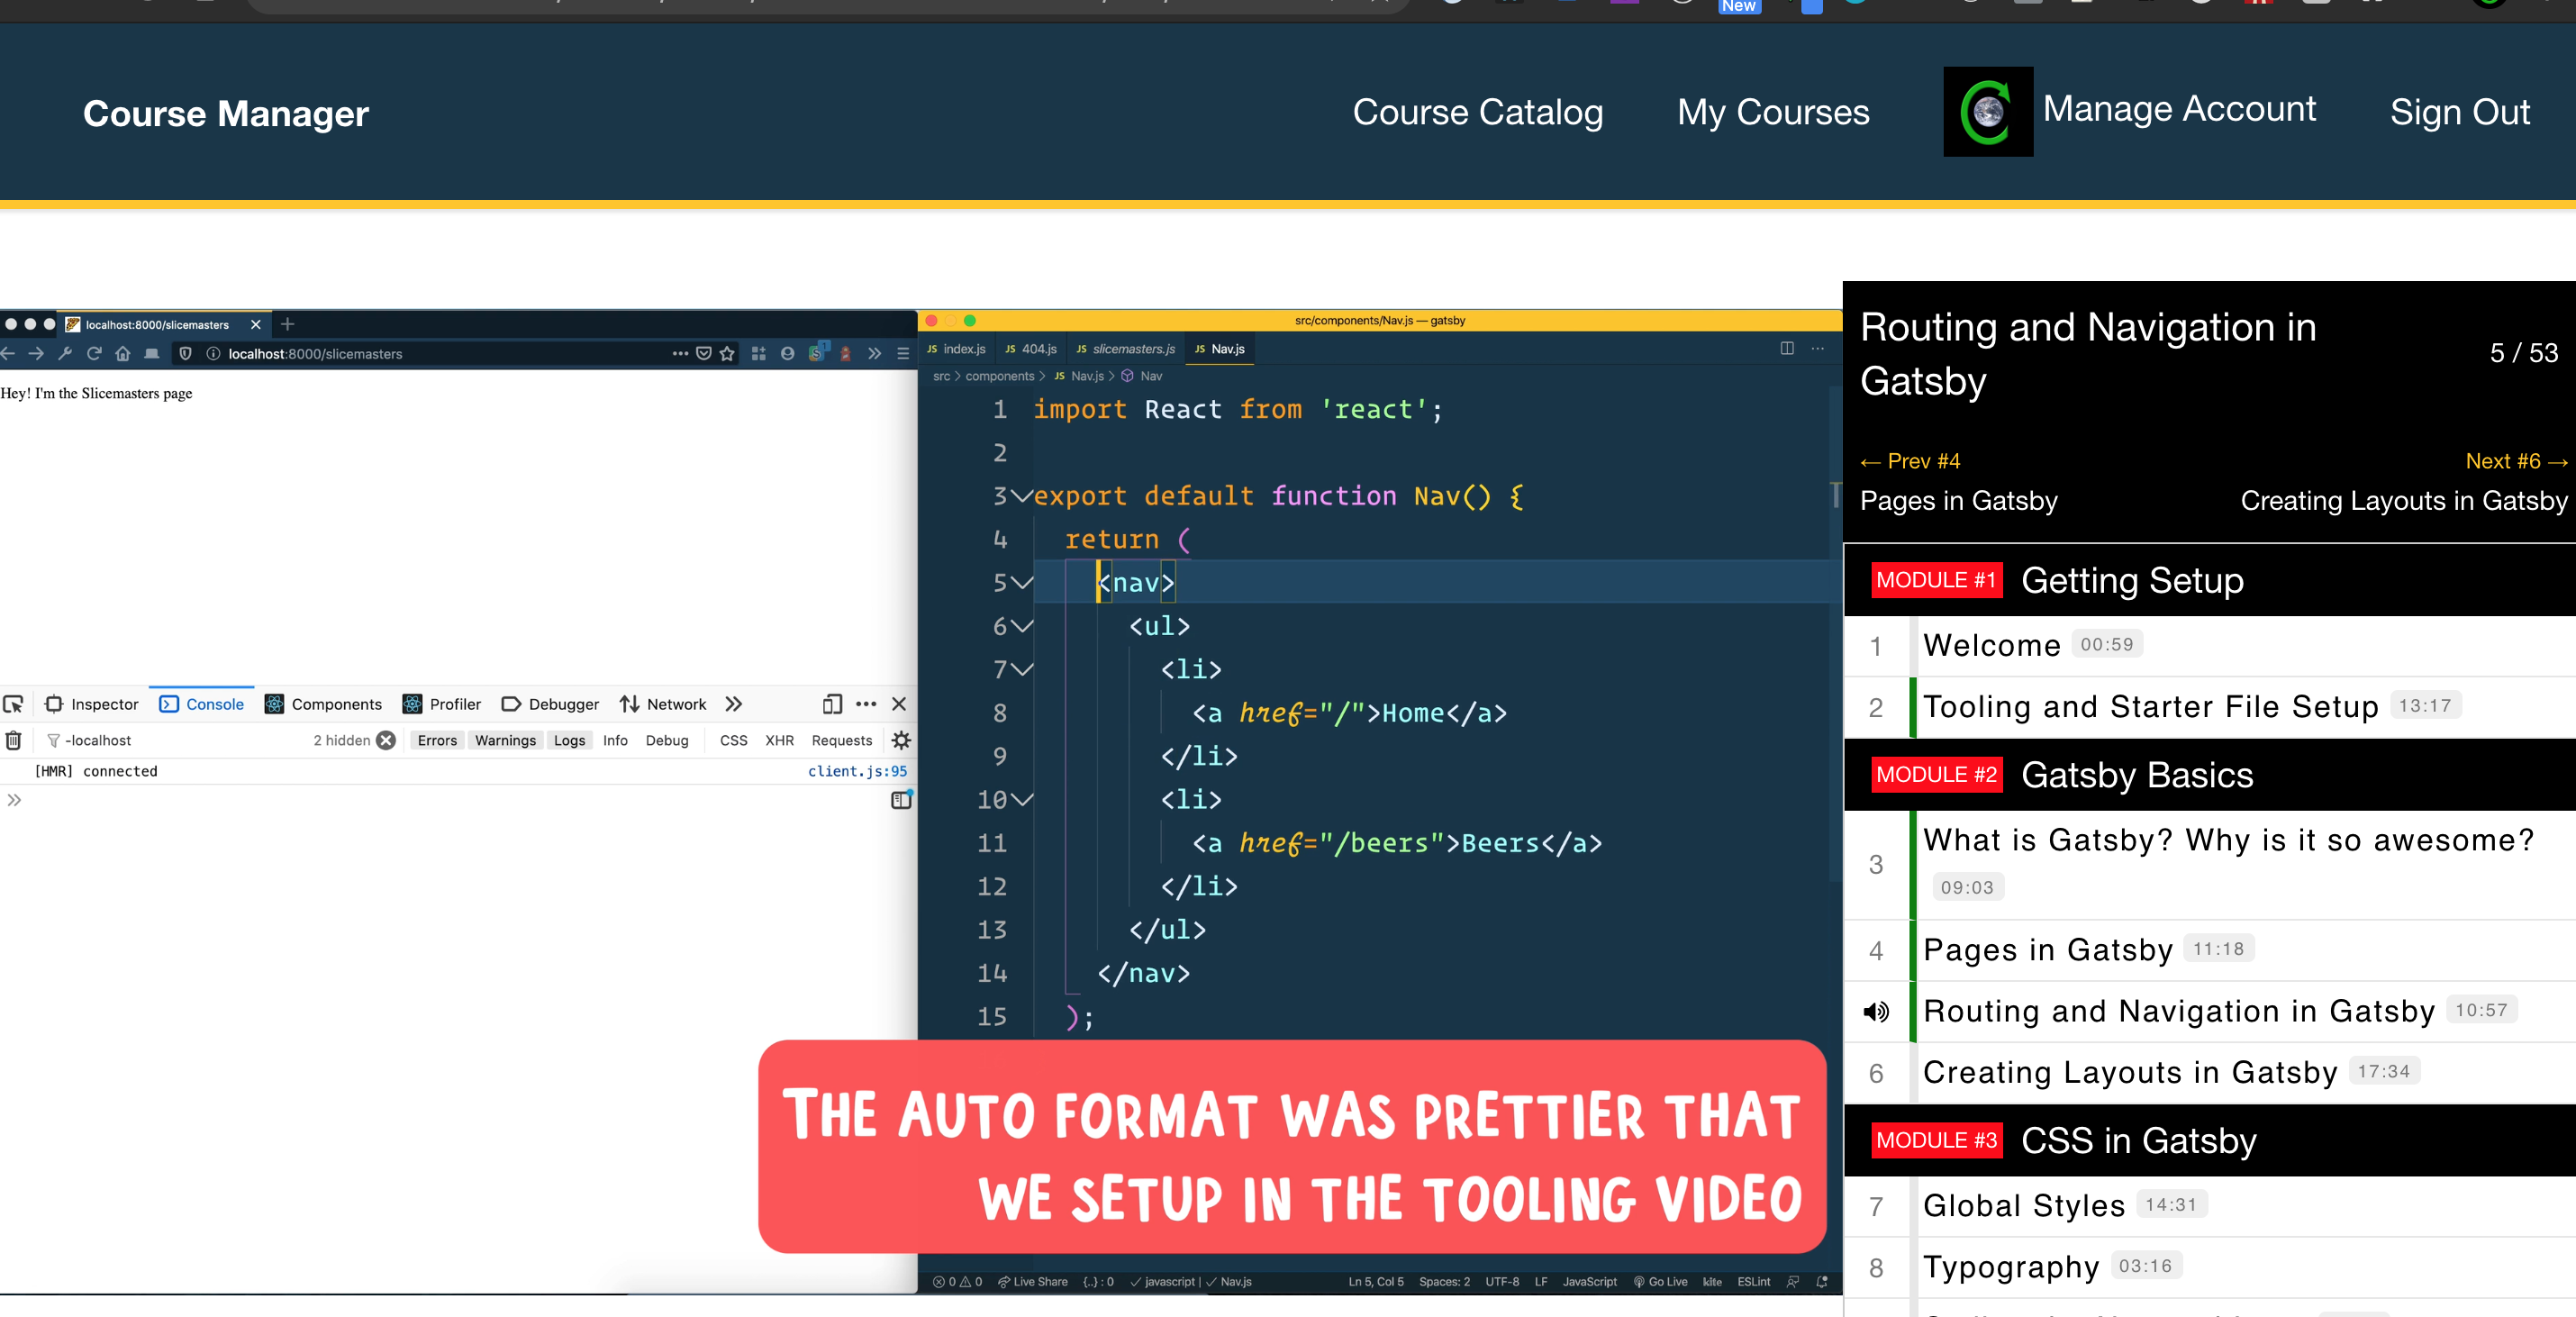 New
Course Manager
Course Catalog
My Courses
Manage Account
Sign Out
localhost:8000/slicemasters
localhost:8000/slicemasters
Hey! I'm the Slicemasters page
Inspector
Console
Components
Profiler
Debugger
Network
-localhost
2 hidden
Errors
Warnings
Logs
Info
Debug
CSS
XHR
Requests
[HMR] connected
client.js:95
src/components/Nav.js — gatsby
JS index.js
JS 404.js
JS slicemasters.js
JS Nav.js
src > components > JS Nav.js > Nav
1 import React from 'react';
2
3 export default function Nav() {
4 return (
5 <nav>
6 <ul>
7 <li>
8 <a href="/">Home</a>
9 </li>
10 <li>
11 <a href="/beers">Beers</a>
12 </li>
13 </ul>
14 </nav>
15 );
THE AUTO FORMAT WAS PRETTIER THAT
WE SETUP IN THE TOOLING VIDEO
0 0 Live Share {..} : 0 javascript | Nav.js
Ln 5, Col 5 Spaces: 2 UTF-8 LF JavaScript Go Live kite ESLint
Routing and Navigation in
Gatsby
5 / 53
← Prev #4
Next #6 →
Pages in Gatsby
Creating Layouts in Gatsby
MODULE #1 Getting Setup
1 Welcome 00:59
2 Tooling and Starter File Setup 13:17
MODULE #2 Gatsby Basics
3 What is Gatsby? Why is it so awesome?
09:03
4 Pages in Gatsby 11:18
Routing and Navigation in Gatsby 10:57
6 Creating Layouts in Gatsby 17:34
MODULE #3 CSS in Gatsby
7 Global Styles 14:31
8 Typography 03:16